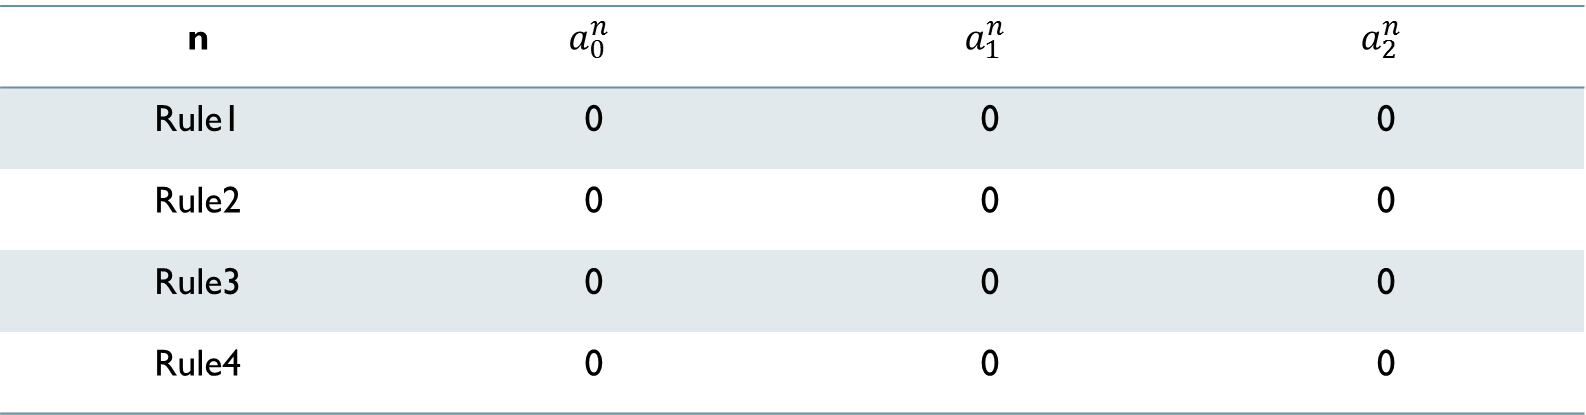 n $a_0^n$ $a_1^n$ $a_2^n$
Rule1 0 0 0
Rule2 0 0 0
Rule3 0 0 0
Rule4 0 0 0